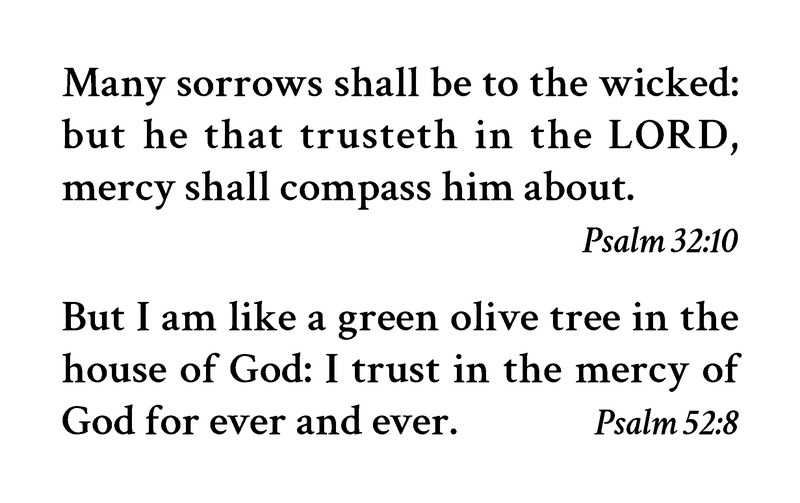 Many sorrows shall be to the wicked:
but he that trusteth in the LORD,
mercy shall compass him about.
Psalm 32:10
But I am like a green olive tree in the
house of God: I trust in the mercy of
God for ever and ever. Psalm 52:8